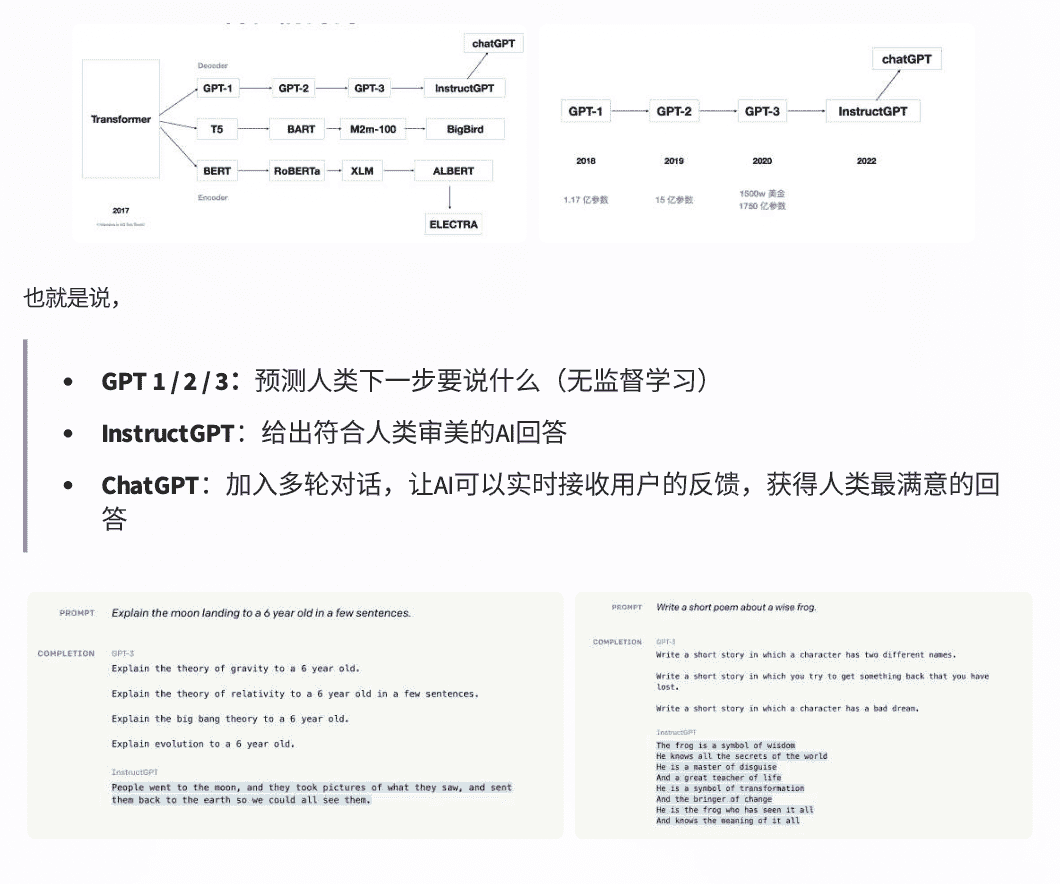 chatGPT
Decoder
GPT-1
GPT-2
GPT-3
InstructGPT
Transformer
T5
BART
M2m-100
BigBird
BERT
RoBERTa
XLM
ALBERT
Encoder
2017
ELECTRA
chatGPT
GPT-1
GPT-2
GPT-3
InstructGPT
2018
2019
2020
2022
1.17 亿参数
15 亿参数
1500w 美金
1750 亿参数
也就是说，
GPT 1 / 2 / 3：预测人类下一步要说什么（无监督学习）
InstructGPT：给出符合人类审美的AI回答
ChatGPT：加入多轮对话，让AI可以实时接收用户的反馈，获得人类最满意的回
答
PROMPT Explain the moon landing to a 6 year old in a few sentences.
COMPLETION GPT-3
Explain the theory of gravity to a 6 year old.
Explain the theory of relativity to a 6 year old in a few sentences.
Explain the big bang theory to a 6 year old.
Explain evolution to a 6 year old.
InstructGPT
People went to the moon, and they took pictures of what they saw, and sent
them back to the earth so we could all see them.
PROMPT Write a short poem about a wise frog.
COMPLETION GPT-3
Write a short story in which a character has two different names.
Write a short story in which you try to get something back that you have
lost.
Write a short story in which a character has a bad dream.
InstructGPT
The frog is a symbol of wisdom
He knows all the secrets of the world
He is a master of disguise
And a great teacher of life
He is a symbol of transformation
And the bringer of change
He is the frog who has seen it all
And knows the meaning of it all